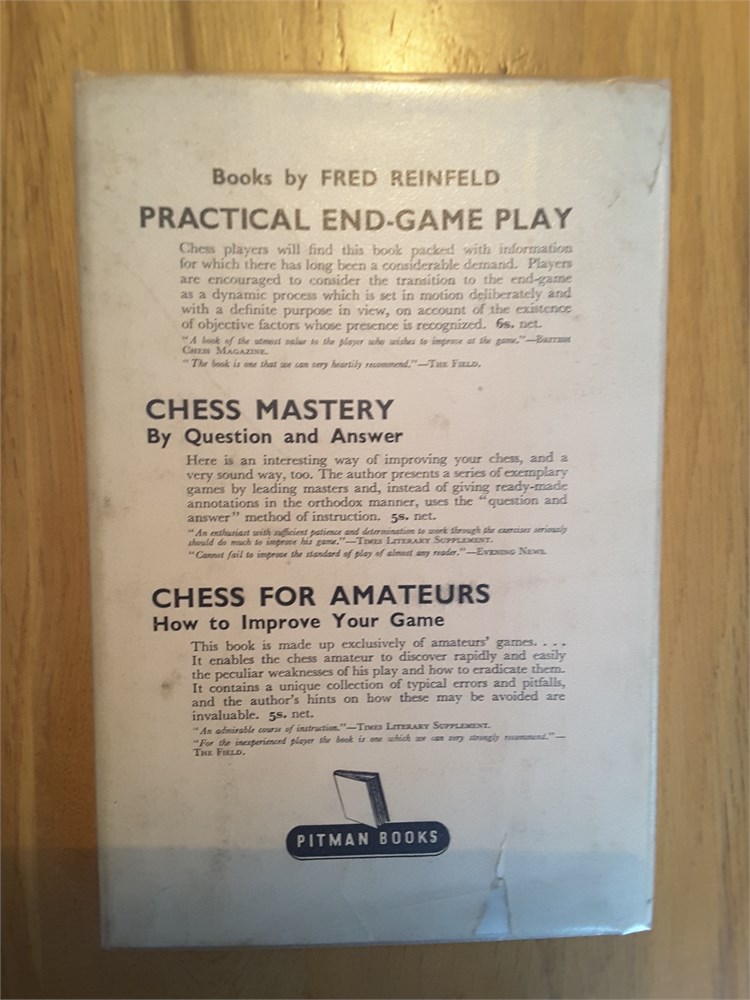 Books by FRED REINFELD
PRACTICAL END-GAME PLAY
Chess players will find this book packed with information
for which there has long been a considerable demand. Players
are encouraged to consider the transition to the end-game
as a dynamic process which is set in motion deliberately and
with a definite purpose in view, on account of the existence
of objective factors whose presence is recognized. 6s. net.
"A book of the utmost value to the player who wishes to improve at the game."—BRITISH
CHESS MAGAZINE.
"The book is one that we can very heartily recommend."—THE FIELD.
CHESS MASTERY
By Question and Answer
Here is an interesting way of improving your chess, and a
very sound way, too. The author presents a series of exemplary
games by leading masters and, instead of giving ready-made
annotations in the orthodox manner, uses the "question and
answer" method of instruction. 5s. net.
"An enthusiast with sufficient patience and determination to work through the exercises seriously
should do much to improve his game."—TIMES LITERARY SUPPLEMENT.
"Cannot fail to improve the standard of play of almost any reader."—EVENING NEWS.
CHESS FOR AMATEURS
How to Improve Your Game
This book is made up exclusively of amateurs' games. . . .
It enables the chess amateur to discover rapidly and easily
the peculiar weaknesses of his play and how to eradicate them.
It contains a unique collection of typical errors and pitfalls,
and the author's hints on how these may be avoided are
invaluable. 5s. net.
"An admirable course of instruction."—TIMES LITERARY SUPPLEMENT.
"For the inexperienced player the book is one which we can very strongly recommend."—
THE FIELD.
PITMAN BOOKS